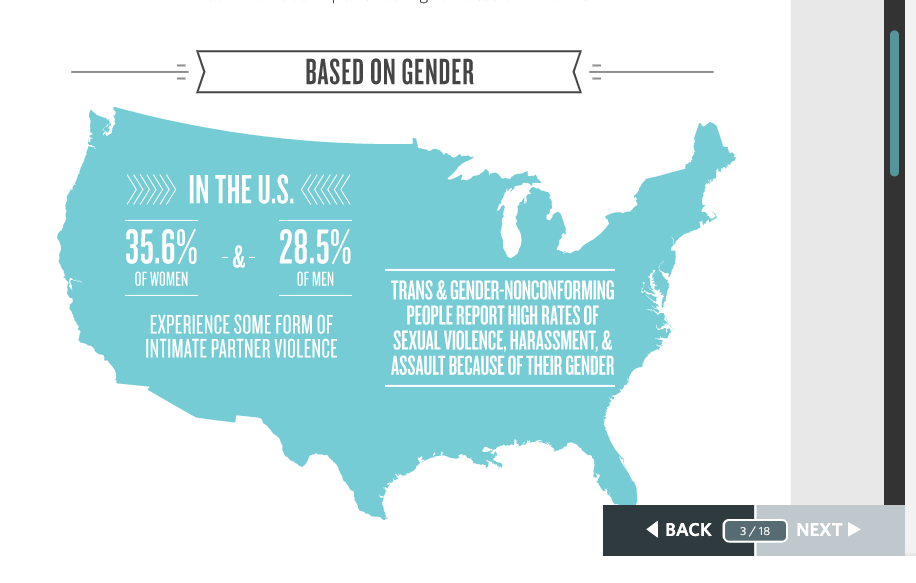 BASED ON GENDER
IN THE U.S.
35.6%
OF WOMEN
- & -
28.5%
OF MEN
EXPERIENCE SOME FORM OF
INTIMATE PARTNER VIOLENCE
TRANS & GENDER-NONCONFORMING
PEOPLE REPORT HIGH RATES OF
SEXUAL VIOLENCE, HARASSMENT, &
ASSAULT BECAUSE OF THEIR GENDER
BACK
3 / 18
NEXT